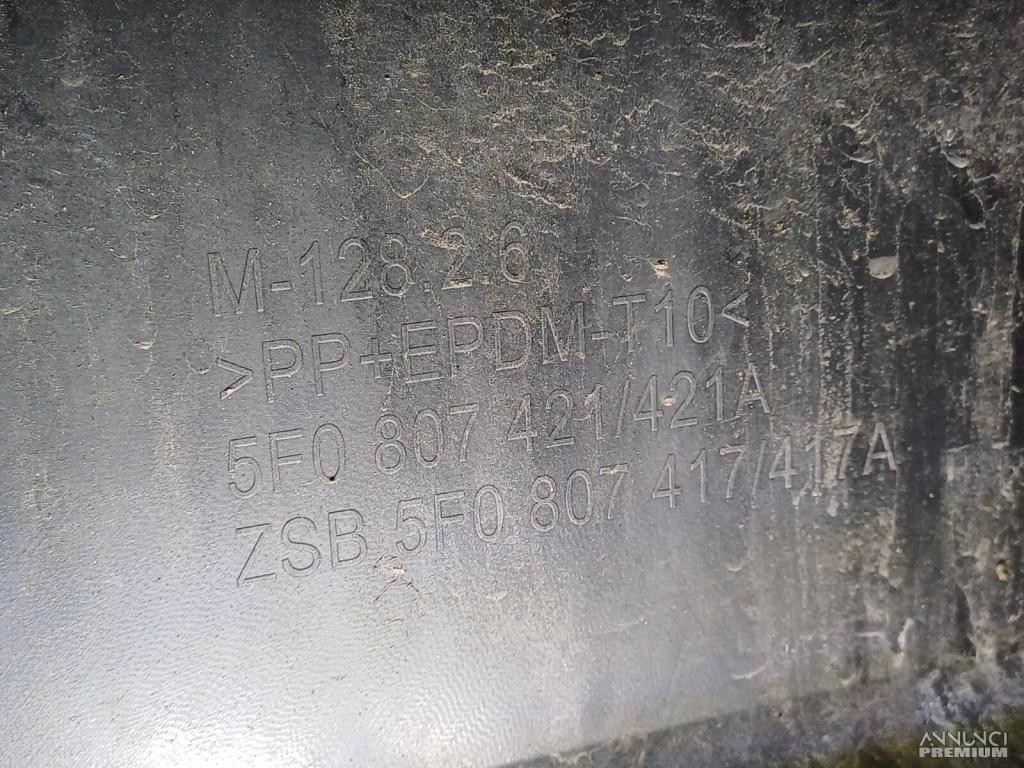 M-128.2.6
>PP+EPDM-T10<
5F0 807 421/421A
ZSB 5F0 807 417/417A
ANNUNCI
PREMIUM